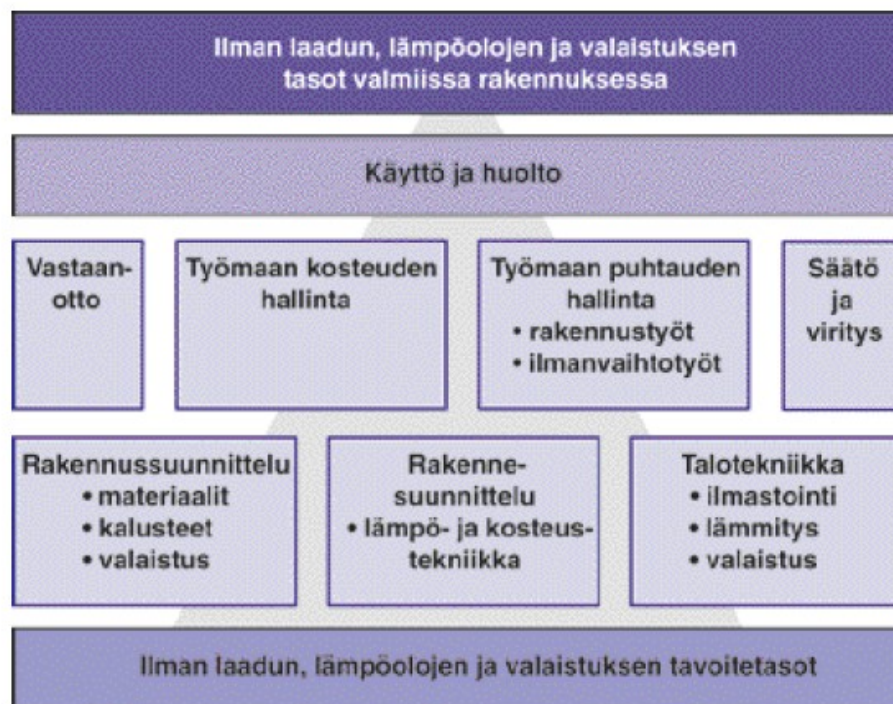 Ilman laadun, lämpöolojen ja valaistuksen
tasot valmiissa rakennuksessa
Käyttö ja huolto
Vastaan-
otto
Työmaan kosteuden
hallinta
Työmaan puhtauden
hallinta
• rakennustyöt
• ilmanvaihtotyöt
Säätö
ja
viritys
Rakennussuunnittelu
• materiaalit
• kalusteet
• valaistus
Rakenne-
suunnittelu
• lämpö- ja kosteus-
tekniikka
Talotekniikka
• ilmastointi
• lämmitys
• valaistus
Ilman laadun, lämpöolojen ja valaistuksen tavoitetasot